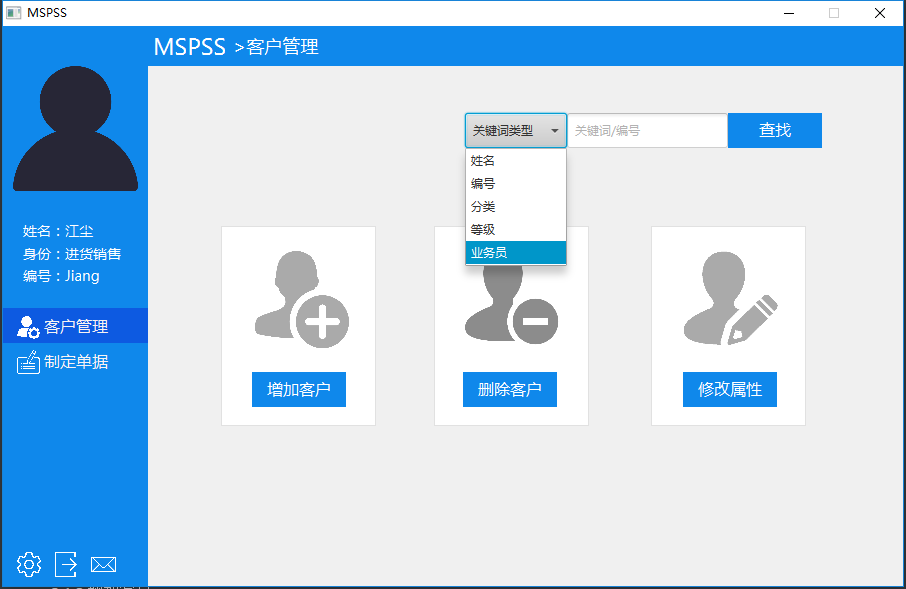 MSPSS
MSPSS >客户管理
姓名：江尘
身份：进货销售
编号：Jiang
客户管理
制定单据
关键词类型
关键词/编号
查找
姓名
编号
分类
等级
业务员
增加客户
删除客户
修改属性